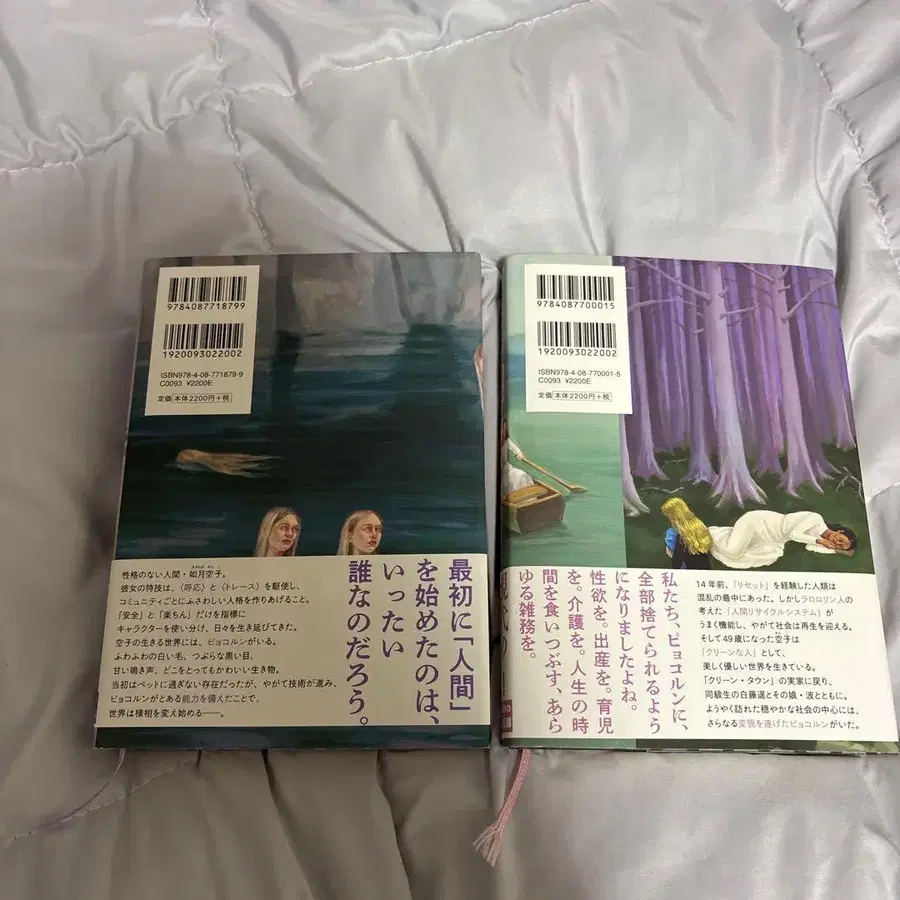 9784087718799
1920093022002
ISBN978-4-08-771879-9
C0093 ¥2200E
定価 本体2200円+税
最初に「人間」
を始めたのは、
いったい
誰なのだろう。
性格のない人間・如月空子。
彼女の特技は、〈呼応〉と〈トレース〉を駆使し、
コミュニティごとにふさわしい人格を作りあげること。
「安全」と「楽ちん」だけを指標に
キャラクターを使い分け、日々を生き延びてきた。
空子の生きる世界には、ピョコルンがいる。
ふわふわの白い毛、つぶらな黒い目、
甘い鳴き声、どこをとってもかわいい生き物。
当初はペットに過ぎない存在だったが、やがて技術が進み、
ピョコルンがとある能力を備えたことで、
世界は様相を変え始める――。
9784087700015
1920093022002
ISBN978-4-08-770001-5
C0093 ¥2200E
定価 本体2200円+税
私たち、ピョコルンに、
全部捨てられるよう
になりましたよね。
性欲を。出産を。育児
を。介護を。人生の時
間を食いつぶす、あら
ゆる雑務を。
14年前、「リセット」を経験した人類は
混乱の最中にあった。しかしラロロリン人の
考えた「人間リサイクルシステム」が
うまく機能し、やがて社会は再生を迎える。
そして49歳になった空子は
「クリーンな人」として、
美しく優しい世界を生きている。
「クリーン・タウン」の実家に戻り、
同級生の白藤遥とその娘・波とともに。
ようやく訪れた穏やかな社会の中心には、
さらなる変貌を遂げたピョコルンがいた。